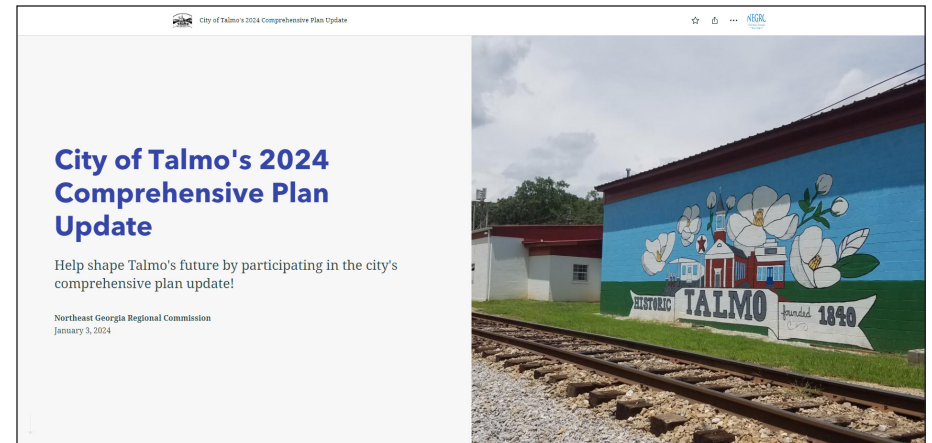 City of Talmo's 2024 Comprehensive Plan Update
NEGRC
City of Talmo's 2024
Comprehensive Plan
Update
Help shape Talmo's future by participating in the city's
comprehensive plan update!
Northeast Georgia Regional Commission
January 3, 2024
HISTORIC TALMO founded 1840